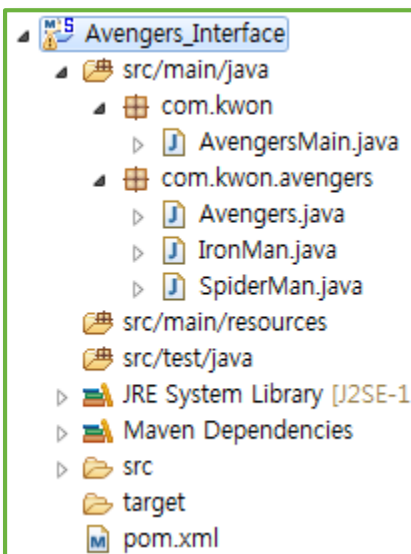 Avengers_Interface
src/main/java
com.kwon
AvengersMain.java
com.kwon.avengers
Avengers.java
IronMan.java
SpiderMan.java
src/main/resources
src/test/java
JRE System Library [J2SE-1
Maven Dependencies
src
target
pom.xml